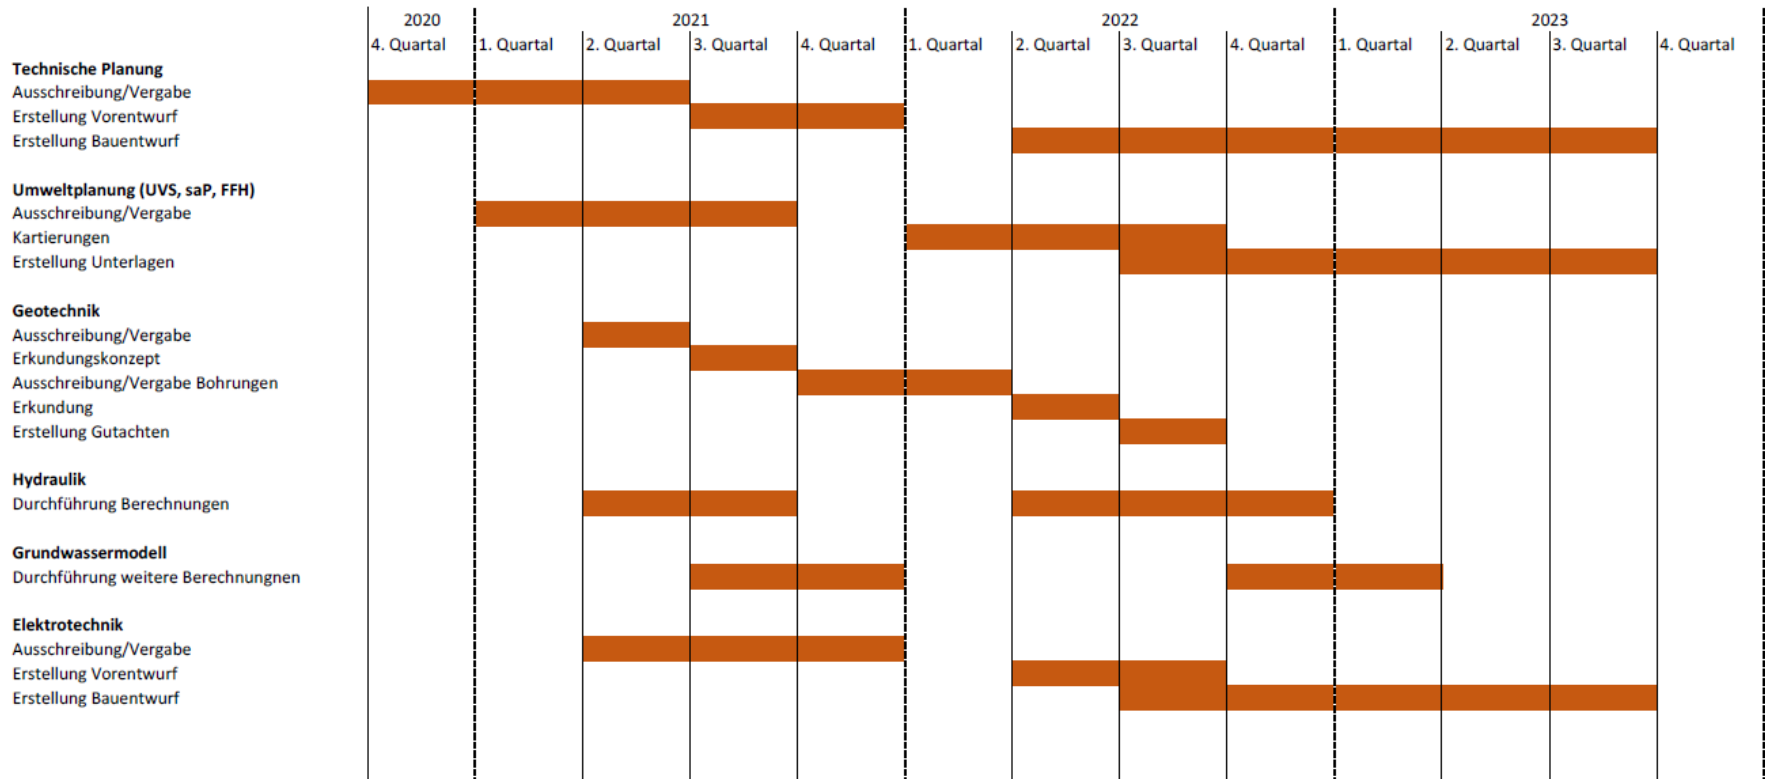 2020 2021 2022 2023
4. Quartal 1. Quartal 2. Quartal 3. Quartal 4. Quartal 1. Quartal 2. Quartal 3. Quartal 4. Quartal 1. Quartal 2. Quartal 3. Quartal 4. Quartal
Technische Planung
Ausschreibung/Vergabe
Erstellung Vorentwurf
Erstellung Bauentwurf
Umweltplanung (UVS, saP, FFH)
Ausschreibung/Vergabe
Kartierungen
Erstellung Unterlagen
Geotechnik
Ausschreibung/Vergabe
Erkundungskonzept
Ausschreibung/Vergabe Bohrungen
Erkundung
Erstellung Gutachten
Hydraulik
Durchführung Berechnungen
Grundwassermodell
Durchführung weitere Berechnungnen
Elektrotechnik
Ausschreibung/Vergabe
Erstellung Vorentwurf
Erstellung Bauentwurf